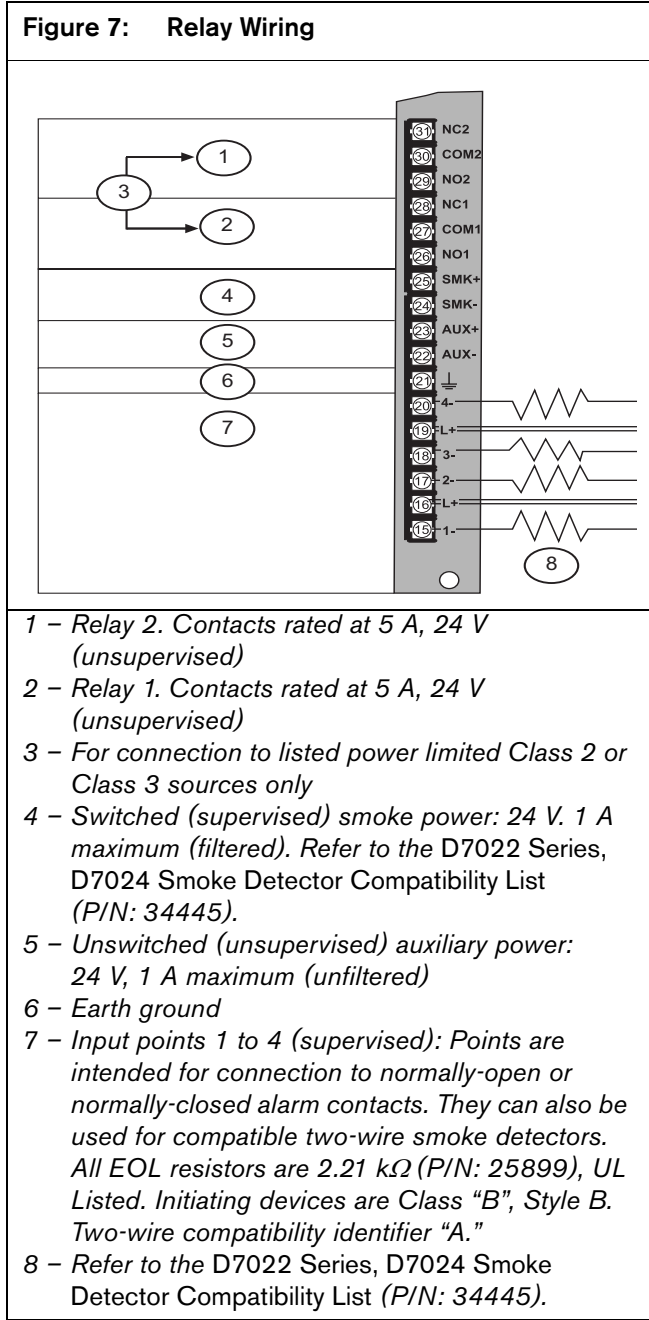 Figure 7: Relay Wiring
1
3
2
4
5
6
7
31 NC2
30 COM2
29 NO2
28 NC1
27 COM1
26 NO1
25 SMK+
24 SMK-
23 AUX+
22 AUX-
21
20 4-
19 L+
18 3-
17 2-
16 L+
15 1-
8
1 – Relay 2. Contacts rated at 5 A, 24 V
(unsupervised)
2 – Relay 1. Contacts rated at 5 A, 24 V
(unsupervised)
3 – For connection to listed power limited Class 2 or
Class 3 sources only
4 – Switched (supervised) smoke power: 24 V. 1 A
maximum (filtered). Refer to the D7022 Series,
D7024 Smoke Detector Compatibility List
(P/N: 34445).
5 – Unswitched (unsupervised) auxiliary power:
24 V, 1 A maximum (unfiltered)
6 – Earth ground
7 – Input points 1 to 4 (supervised): Points are
intended for connection to normally-open or
normally-closed alarm contacts. They can also be
used for compatible two-wire smoke detectors.
All EOL resistors are 2.21 kΩ (P/N: 25899), UL
Listed. Initiating devices are Class “B”, Style B.
Two-wire compatibility identifier “A.”
8 – Refer to the D7022 Series, D7024 Smoke
Detector Compatibility List (P/N: 34445).